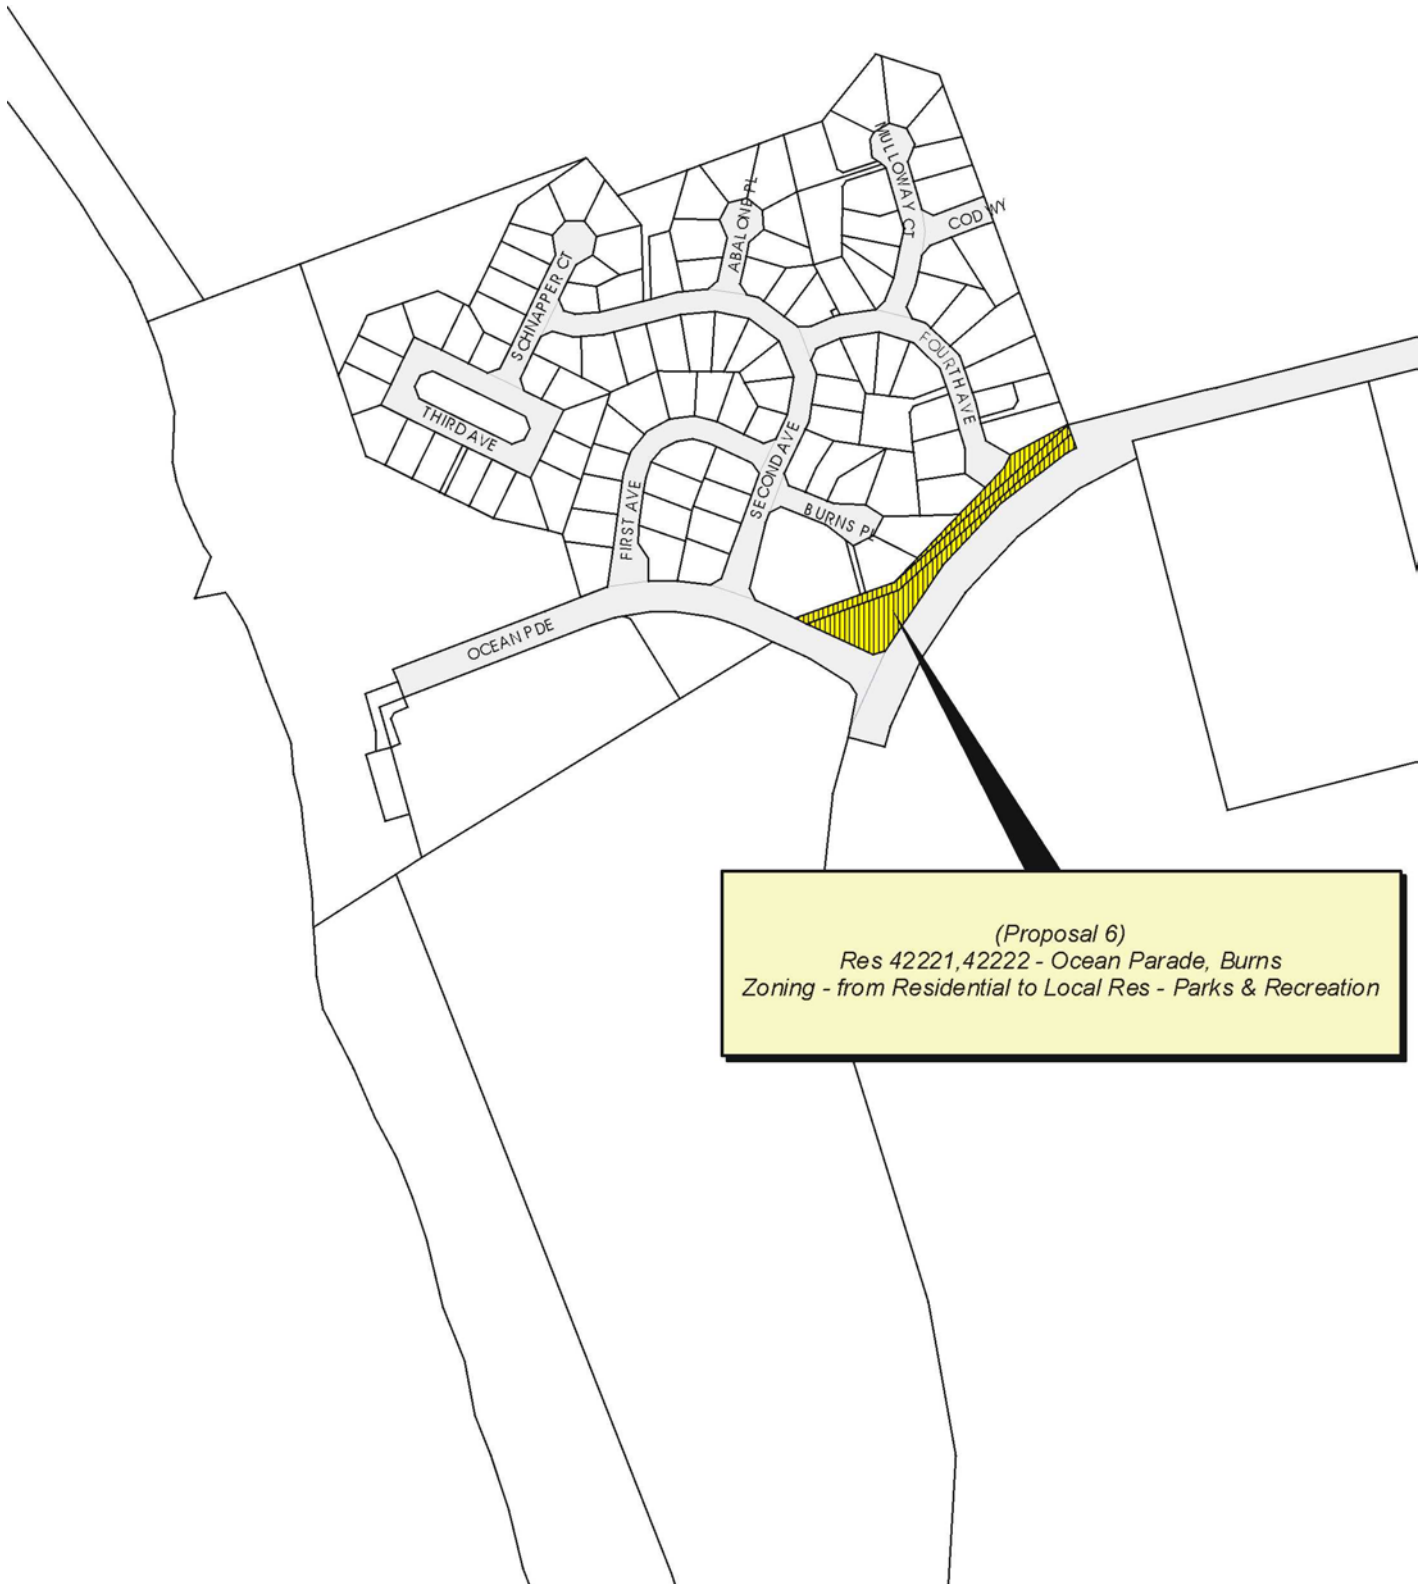 MULLOWAY CT
COD WY
ABALONE PL
SCHNAPPER CT
FOURTH AVE
THIRD AVE
SECOND AVE
FIRST AVE
BURNS PL
OCEAN PDE
(Proposal 6)
Res 42221,42222 - Ocean Parade, Burns
Zoning - from Residential to Local Res - Parks & Recreation